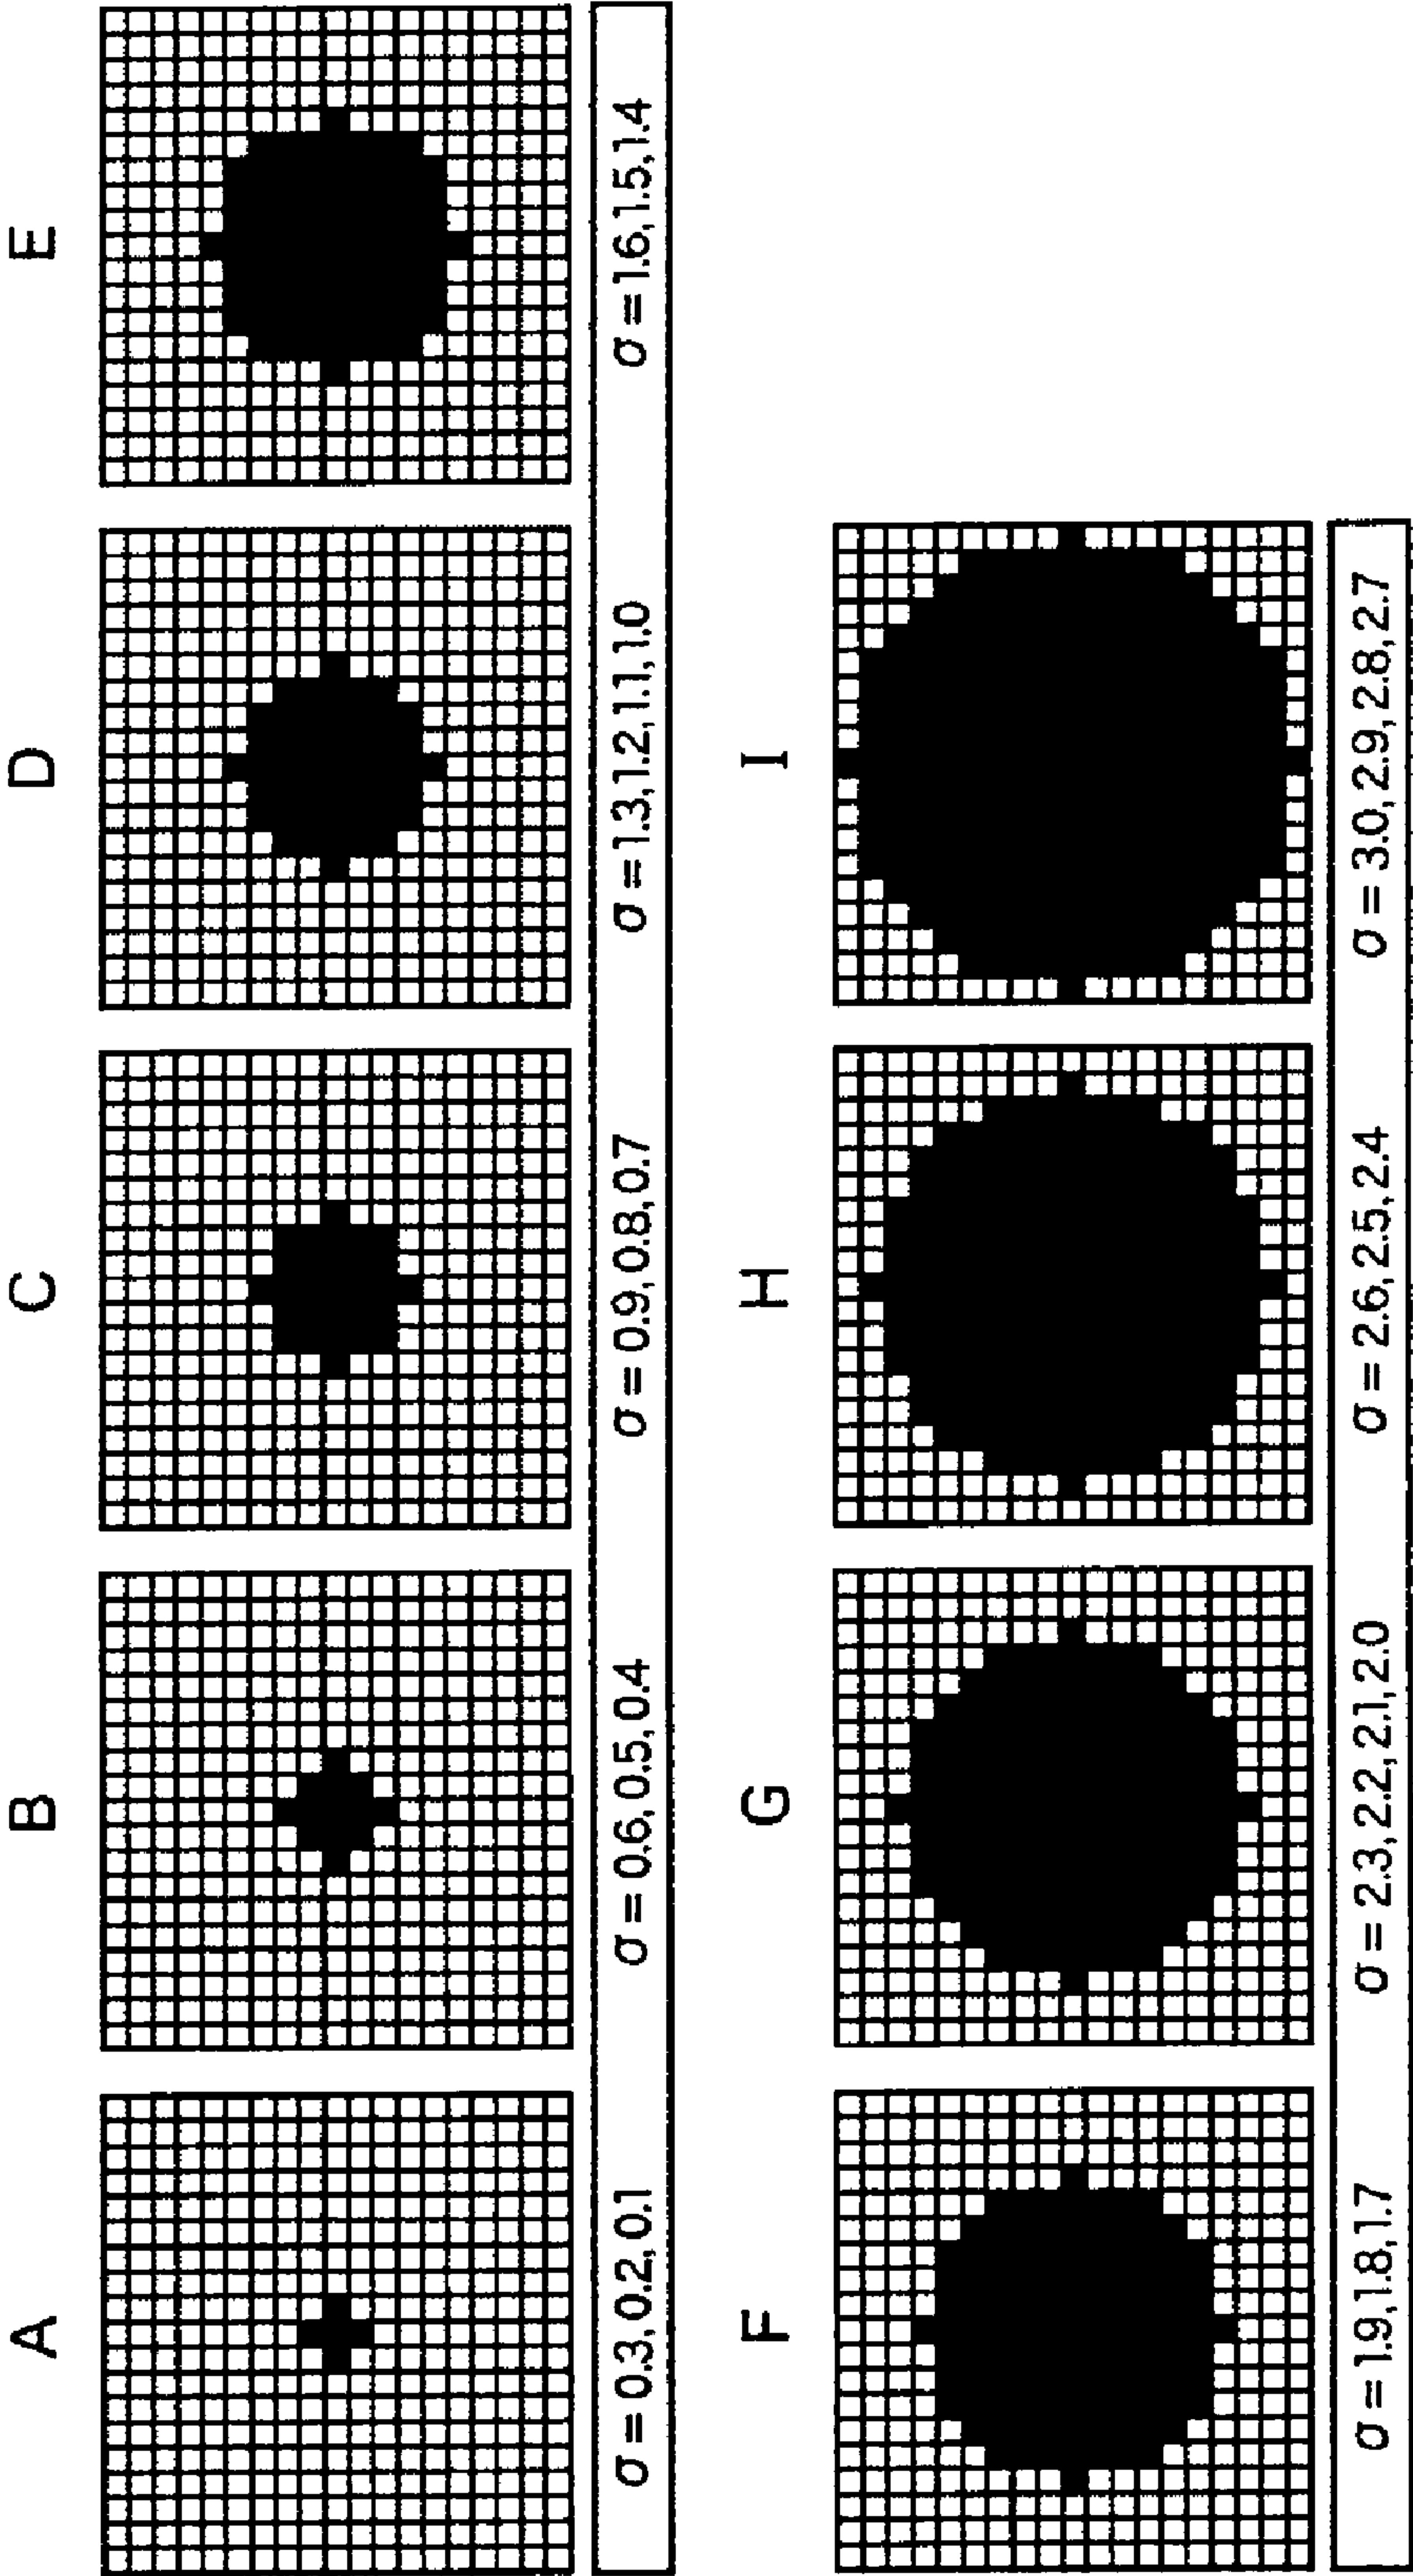 A B C D E
σ = 0.3, 0.2, 0.1 σ = 0.6, 0.5, 0.4 σ = 0.9, 0.8, 0.7 σ = 1.3, 1.2, 1.1, 1.0 σ = 1.6, 1.5, 1.4
F G H I
σ = 1.9, 1.8, 1.7 σ = 2.3, 2.2, 2.1, 2.0 σ = 2.6, 2.5, 2.4 σ = 3.0, 2.9, 2.8, 2.7